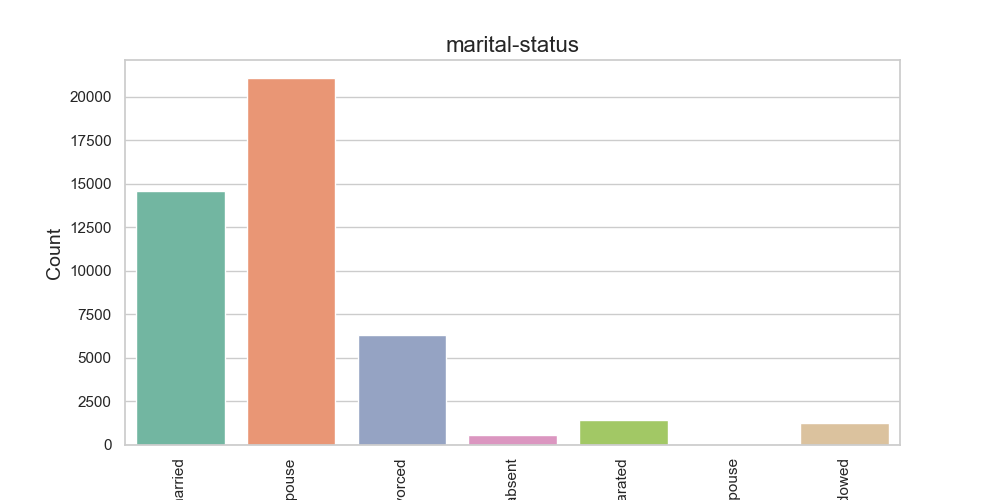 marital-status
Count
20000
17500
15000
12500
10000
7500
5000
2500
0
arried
pouse
vorced
absent
arated
pouse
dowed